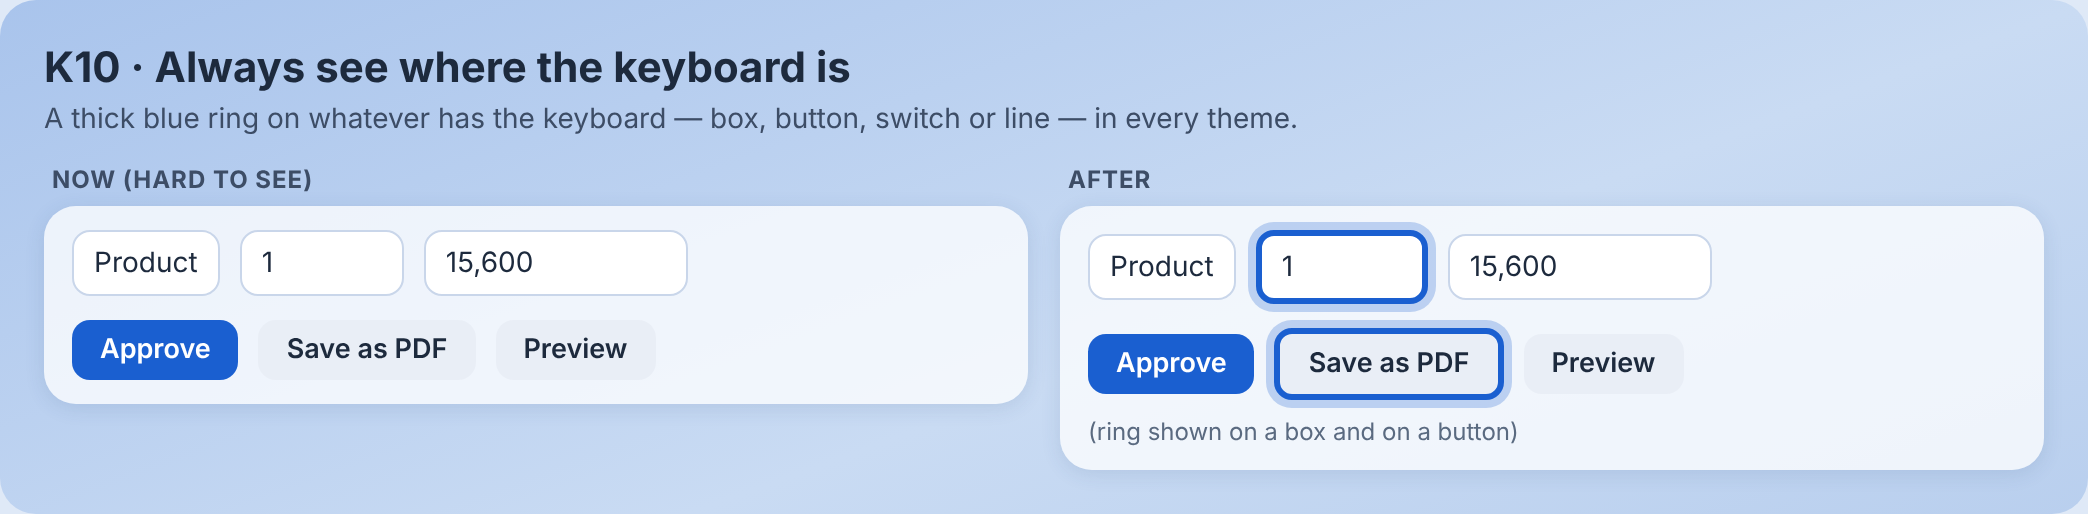 K10 · Always see where the keyboard is
A thick blue ring on whatever has the keyboard — box, button, switch or line — in every theme.
NOW (HARD TO SEE)
Product 1 15,600
Approve Save as PDF Preview
AFTER
Product 1 15,600
Approve Save as PDF Preview
(ring shown on a box and on a button)